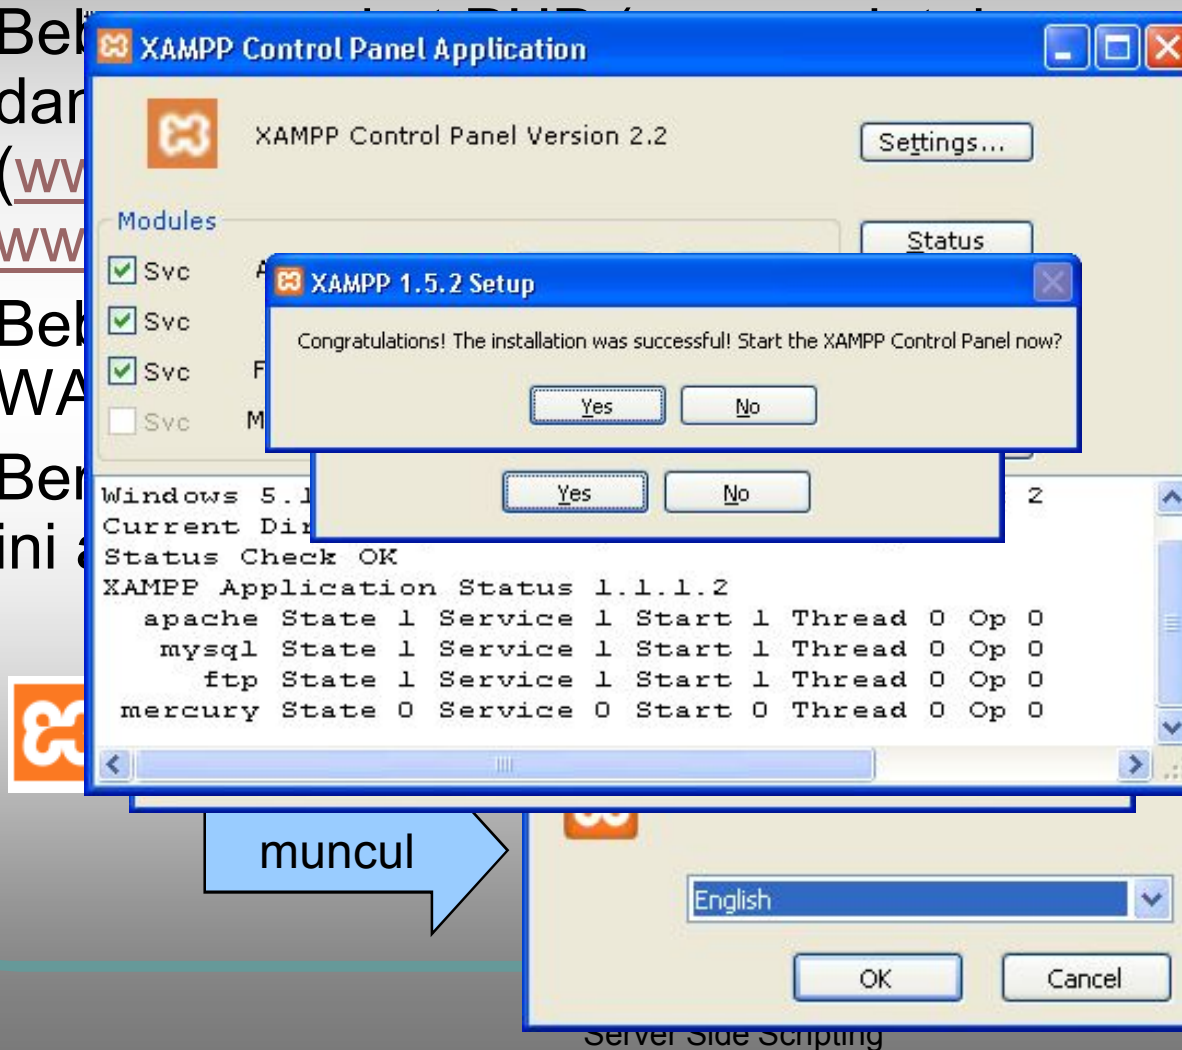 XAMPP Control Panel Application
XAMPP Control Panel Version 2.2
Settings...
Modules
Status
Svc
Svc
Svc
Svc
XAMPP 1.5.2 Setup
Congratulations! The installation was successful! Start the XAMPP Control Panel now?
Yes No
Yes No
Windows 5.1 2
Current Dir
Status Check OK
XAMPP Application Status 1.1.1.2
apache State 1 Service 1 Start 1 Thread 0 Op 0
mysql State 1 Service 1 Start 1 Thread 0 Op 0
ftp State 1 Service 1 Start 1 Thread 0 Op 0
mercury State 0 Service 0 Start 0 Thread 0 Op 0
ini
muncul
English
OK Cancel
Server Side Scripting